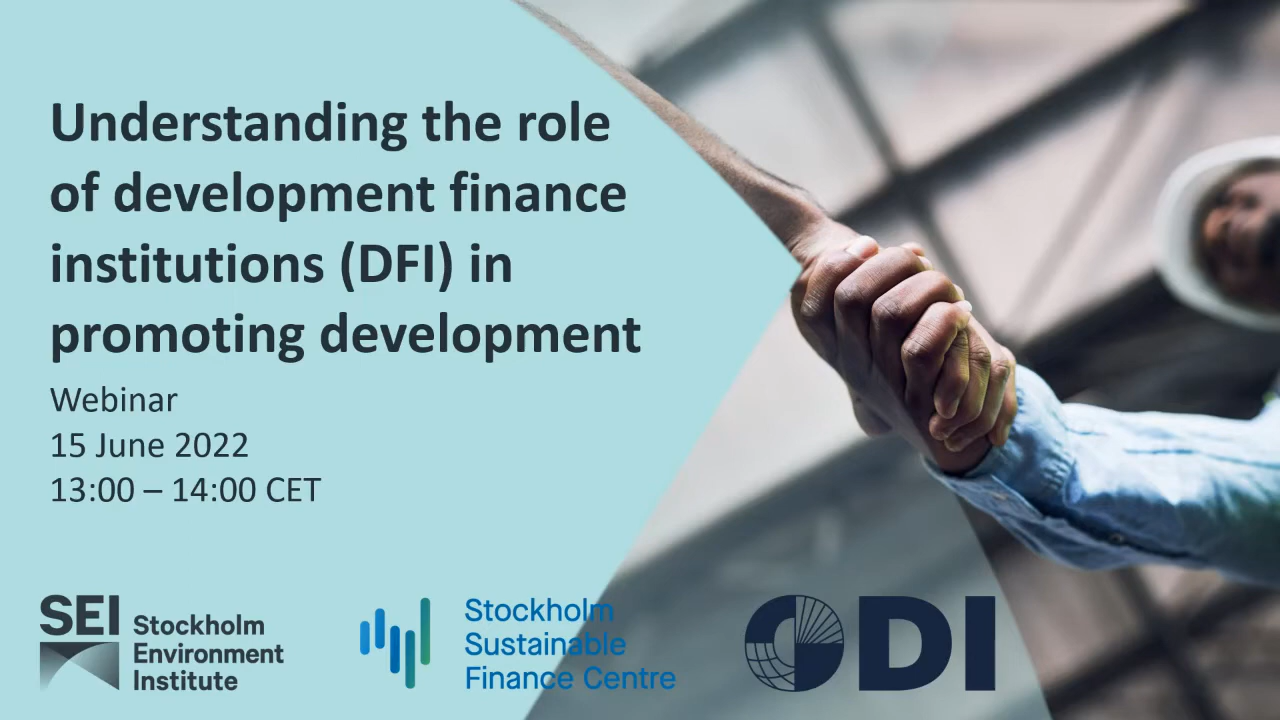 Understanding the role
of development finance
institutions (DFI) in
promoting development
Webinar
15 June 2022
13:00 – 14:00 CET
SEI
Stockholm
Environment
Institute
Stockholm
Sustainable
Finance Centre
ODI